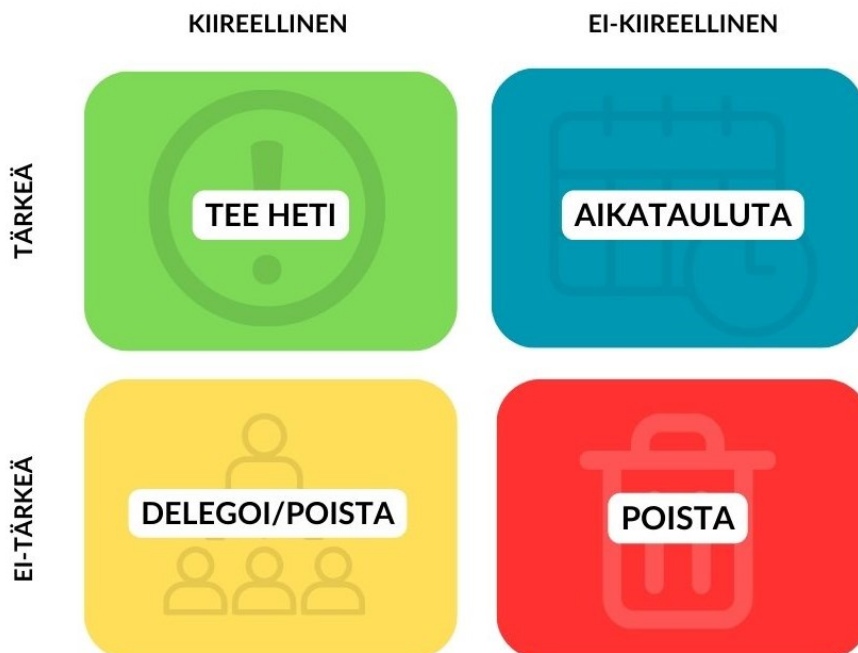 KIIREELLINEN
EI-KIIREELLINEN
TÄRKEÄ
TEE HETI
AIKATAULUTA
EI-TÄRKEÄ
DELEGOI/POISTA
POISTA